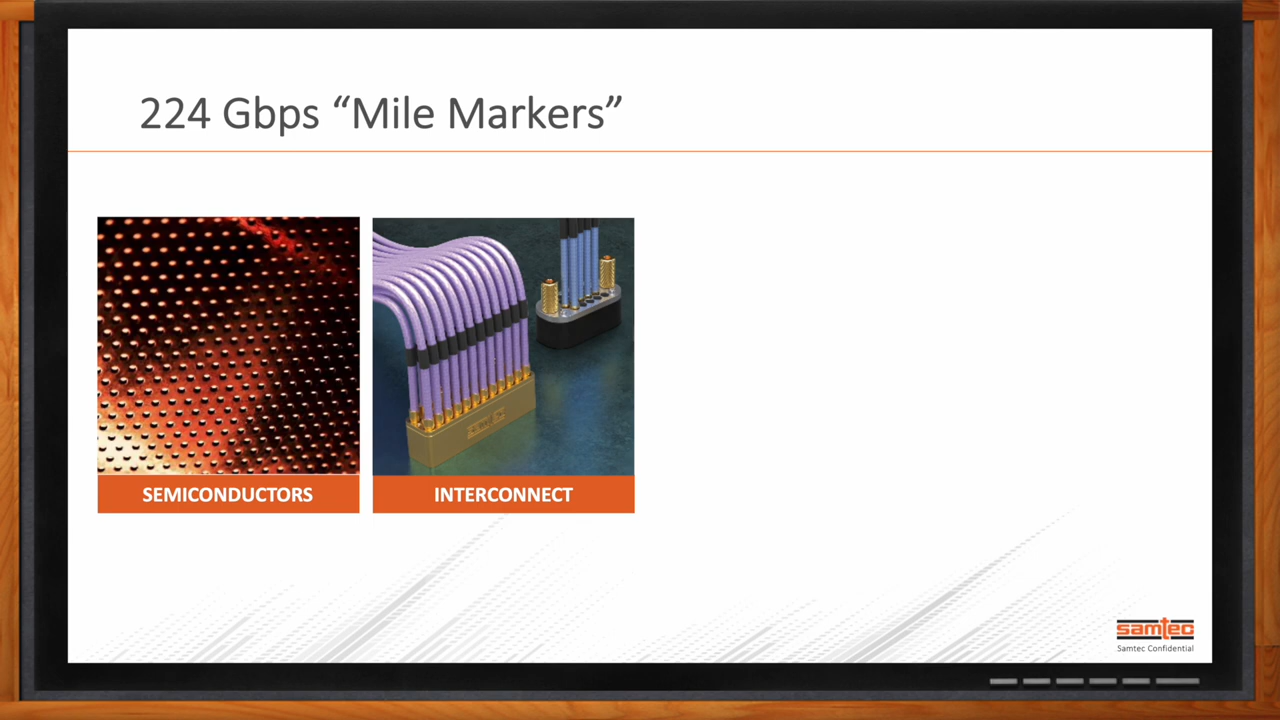 224 Gbps “Mile Markers”
SEMICONDUCTORS
INTERCONNECT
samtec
Samtec Confidential